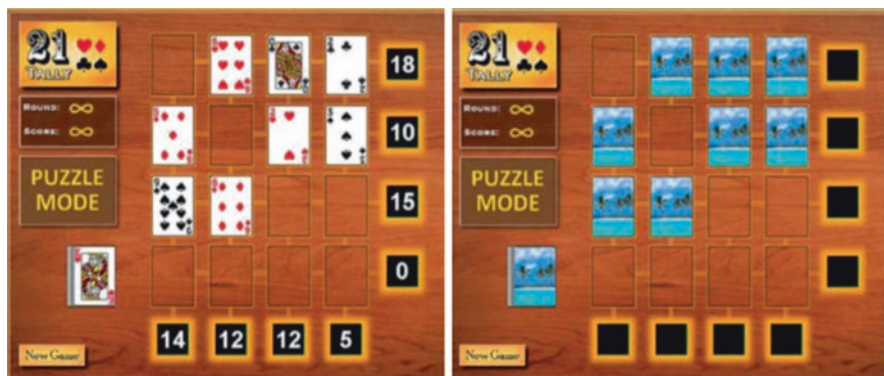 21
TALLY
ROUND: ∞
SCORE: ∞
PUZZLE
MODE
New Game
18
10
15
0
14 12 12 5
21
TALLY
ROUND: ∞
SCORE: ∞
PUZZLE
MODE
New Game